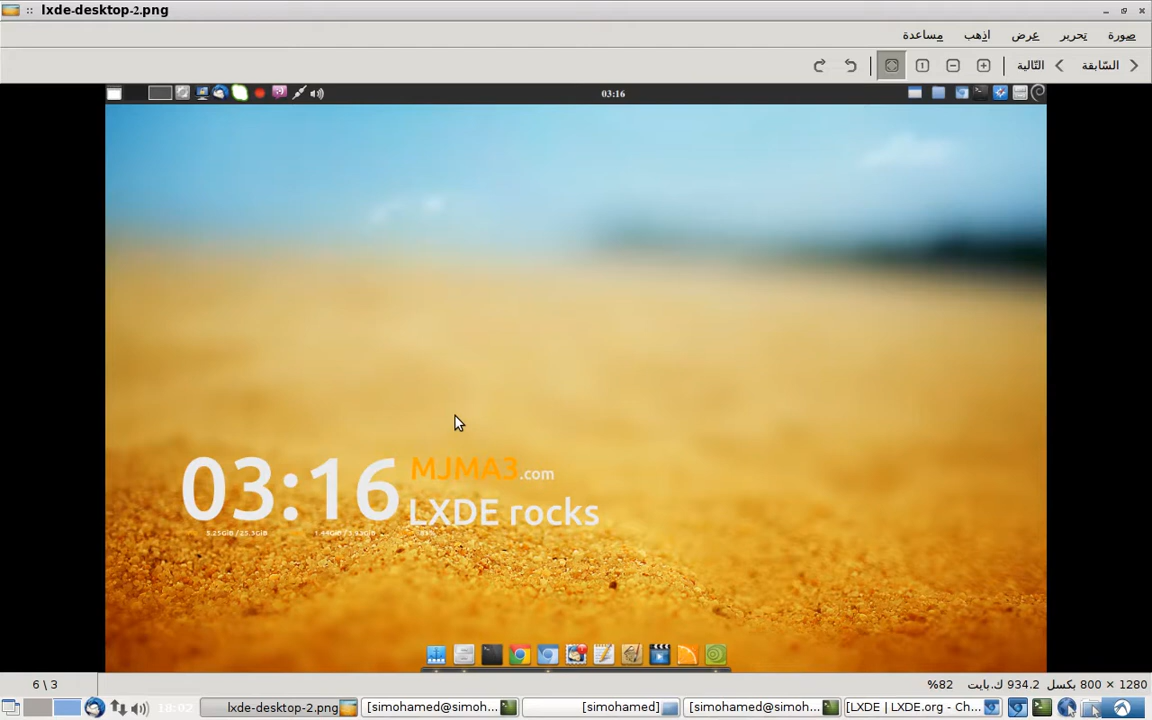 lxde-desktop-2.png
صورة تحرير عرض اذهب مساعدة
السّابقة التّالية
03:16
03:16 MJMA3.com
LXDE rocks
1280 × 800 بكسل 934.2 ك.بايت 82%
6 \ 3
18:02 lxde-desktop-2.png [simohamed@simoh... [simohamed] [simohamed@simoh... [LXDE | LXDE.org - Ch...